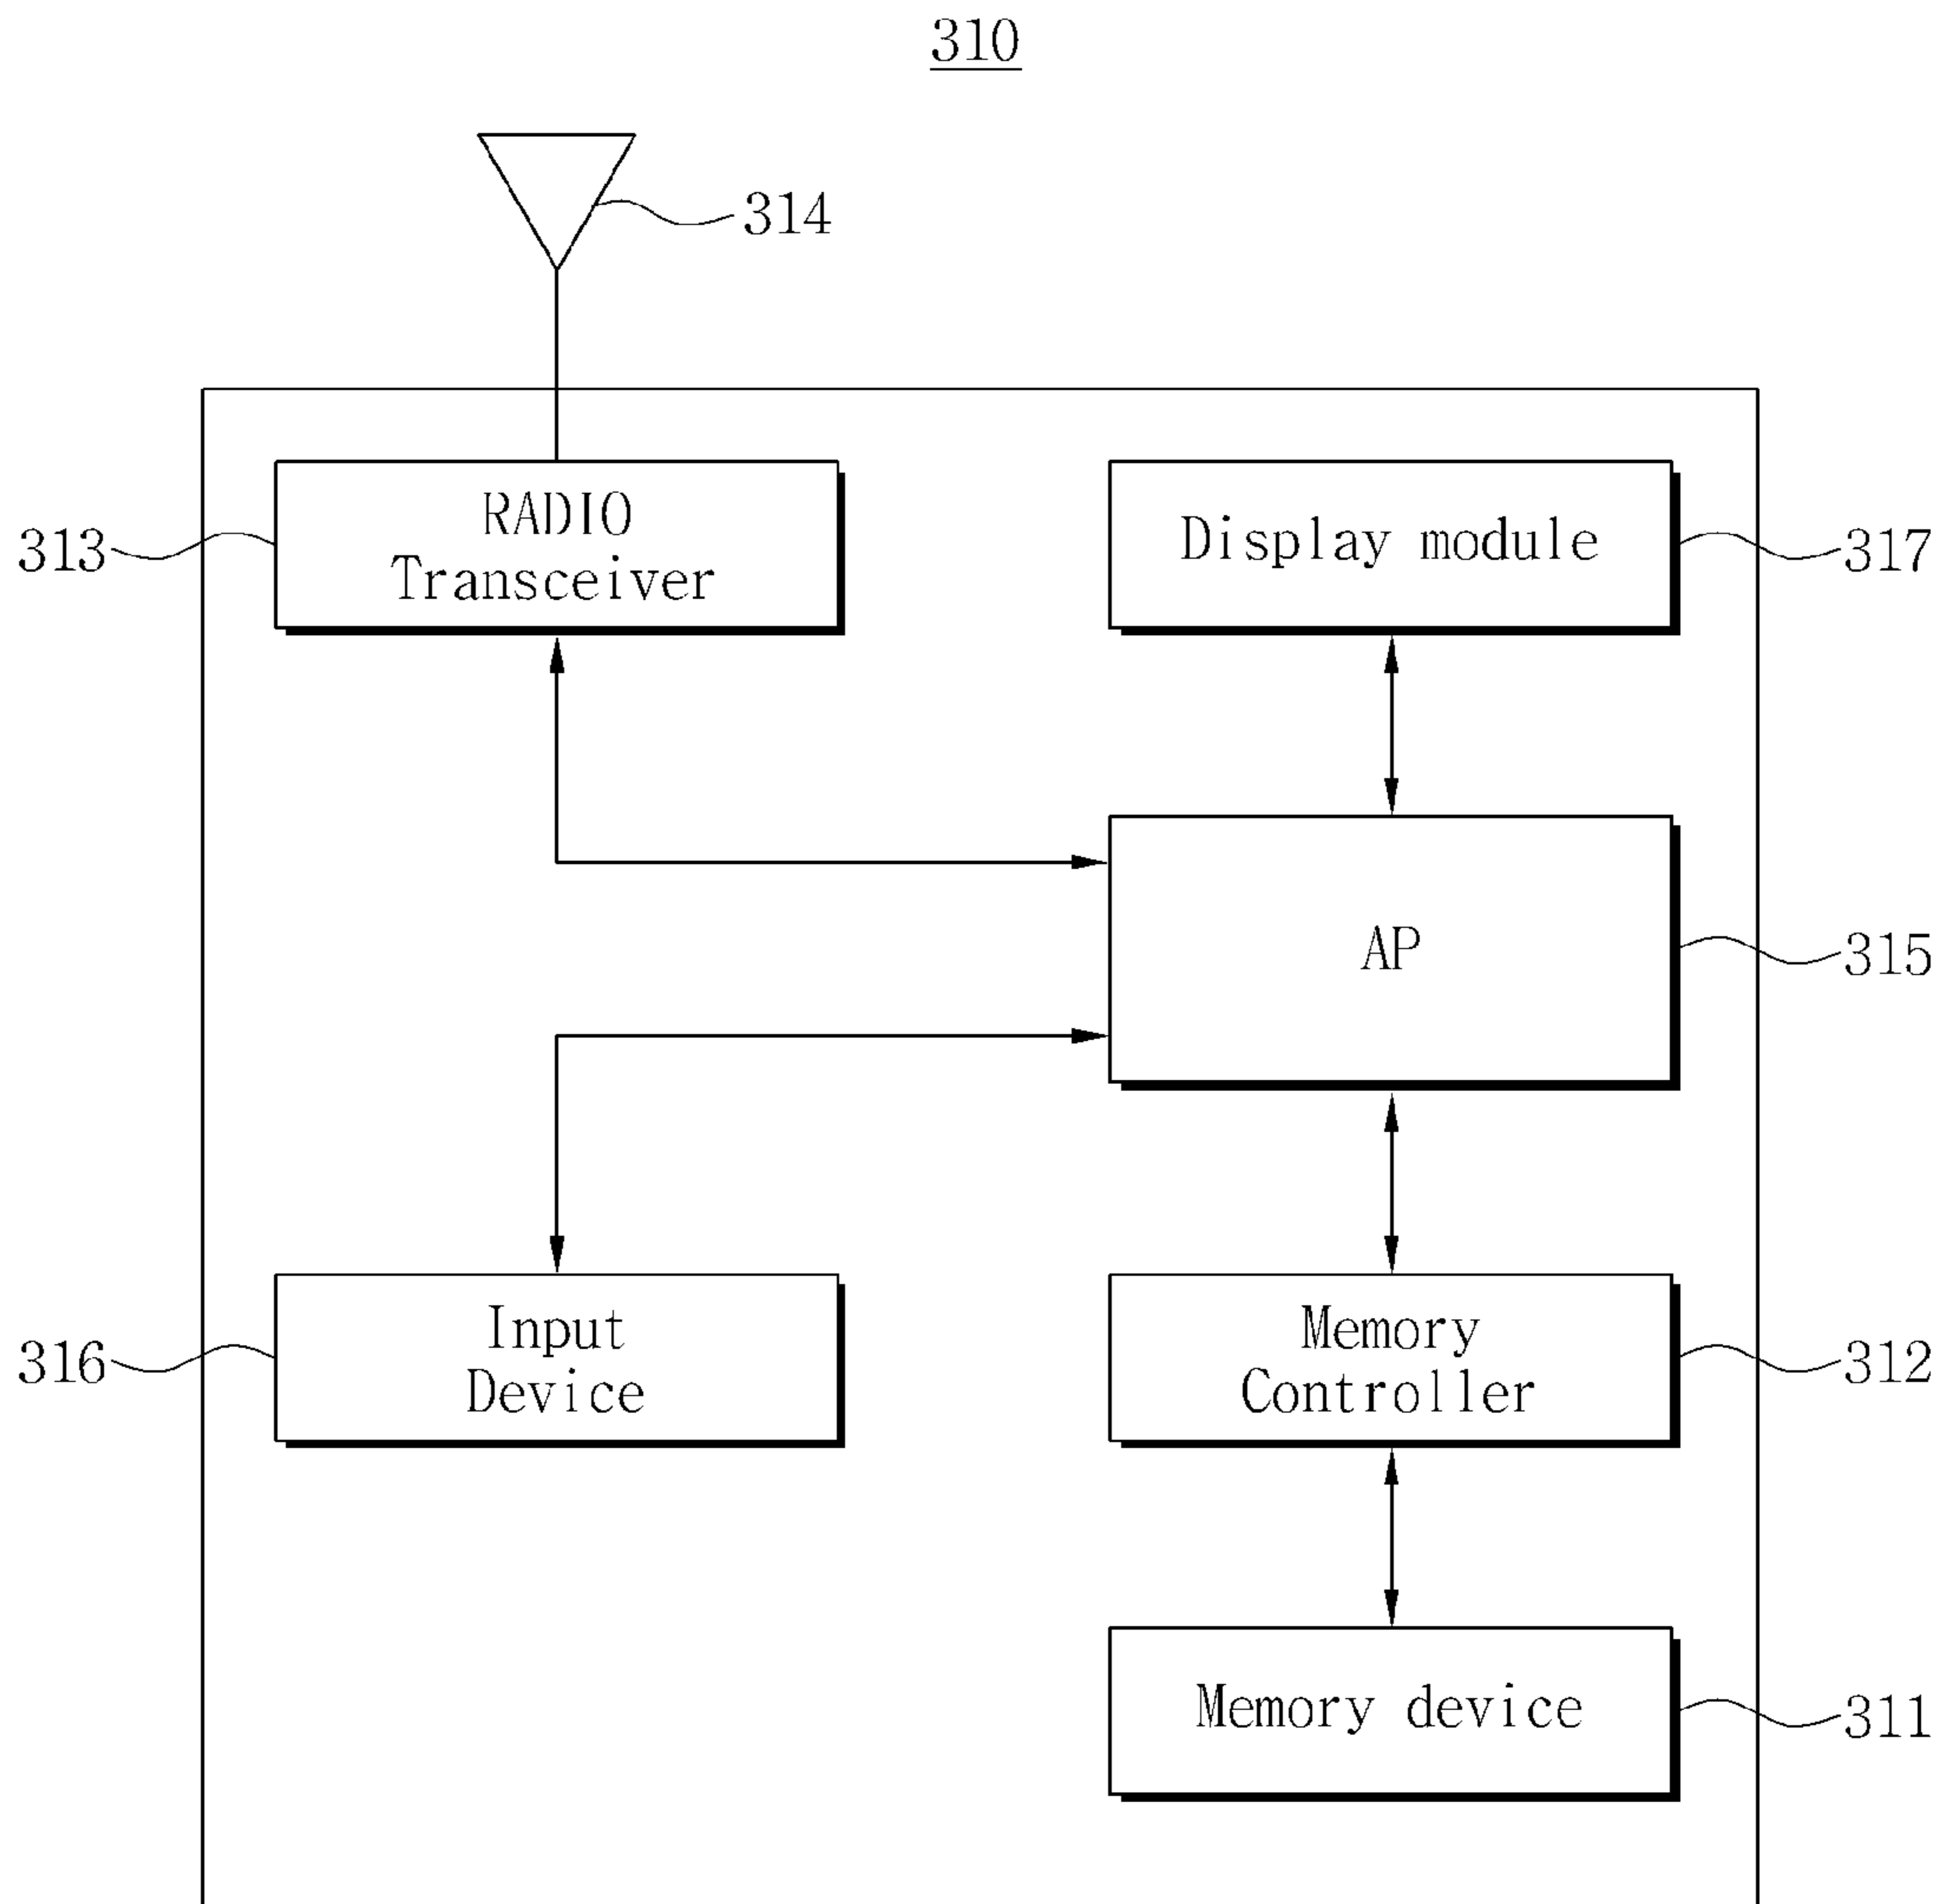 310
314
RADIO
Transceiver
313
Display module
317
AP
315
Input
Device
316
Memory
Controller
312
Memory device
311